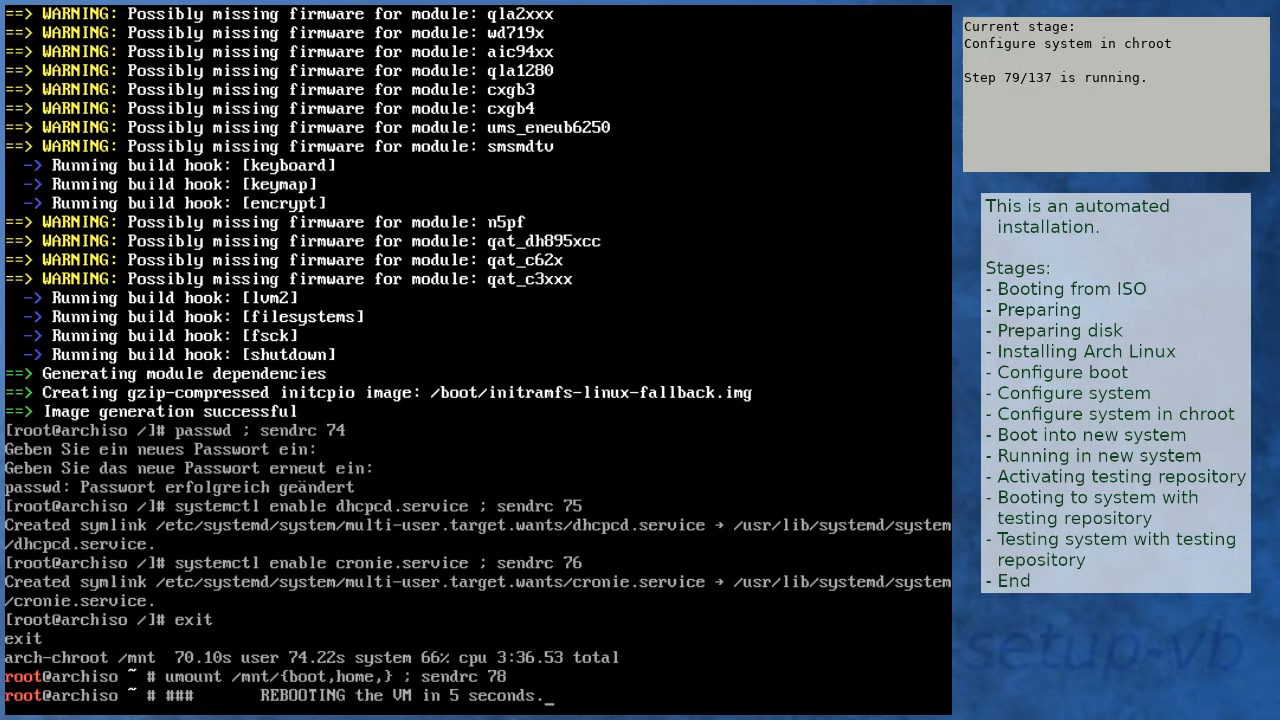 ==> WARNING: Possibly missing firmware for module: qla2xxx
==> WARNING: Possibly missing firmware for module: wd719x
==> WARNING: Possibly missing firmware for module: aic94xx
==> WARNING: Possibly missing firmware for module: qla1280
==> WARNING: Possibly missing firmware for module: cxgb3
==> WARNING: Possibly missing firmware for module: cxgb4
==> WARNING: Possibly missing firmware for module: ums_eneub6250
==> WARNING: Possibly missing firmware for module: smsmdtv
-> Running build hook: [keyboard]
-> Running build hook: [keymap]
-> Running build hook: [encrypt]
==> WARNING: Possibly missing firmware for module: n5pf
==> WARNING: Possibly missing firmware for module: qat_dh895xcc
==> WARNING: Possibly missing firmware for module: qat_c62x
==> WARNING: Possibly missing firmware for module: qat_c3xxx
-> Running build hook: [lvm2]
-> Running build hook: [filesystems]
-> Running build hook: [fsck]
-> Running build hook: [shutdown]
==> Generating module dependencies
==> Creating gzip-compressed initcpio image: /boot/initramfs-linux-fallback.img
==> Image generation successful
[root@archiso /]# passwd ; sendrc 74
Geben Sie ein neues Passwort ein:
Geben Sie das neue Passwort erneut ein:
passwd: Passwort erfolgreich geändert
[root@archiso /]# systemctl enable dhcpcd.service ; sendrc 75
Created symlink /etc/systemd/system/multi-user.target.wants/dhcpcd.service → /usr/lib/systemd/system
/dhcpcd.service.
[root@archiso /]# systemctl enable cronie.service ; sendrc 76
Created symlink /etc/systemd/system/multi-user.target.wants/cronie.service → /usr/lib/systemd/system
/cronie.service.
[root@archiso /]# exit
exit
arch-chroot /mnt  70.10s user 74.22s system 66% cpu 3:36.53 total
root@archiso ~ # umount /mnt/{boot,home,} ; sendrc 78
root@archiso ~ # ###       REBOOTING the VM in 5 seconds._
Current stage:
Configure system in chroot
Step 79/137 is running.
This is an automated
installation.
Stages:
- Booting from ISO
- Preparing
- Preparing disk
- Installing Arch Linux
- Configure boot
- Configure system
- Configure system in chroot
- Boot into new system
- Running in new system
- Activating testing repository
- Booting to system with
testing repository
- Testing system with testing
repository
- End
setup-vb